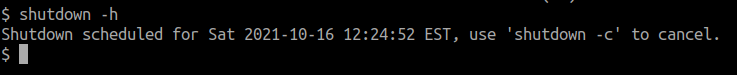 $ shutdown -h
Shutdown scheduled for Sat 2021-10-16 12:24:52 EST, use 'shutdown -c' to cancel.
$